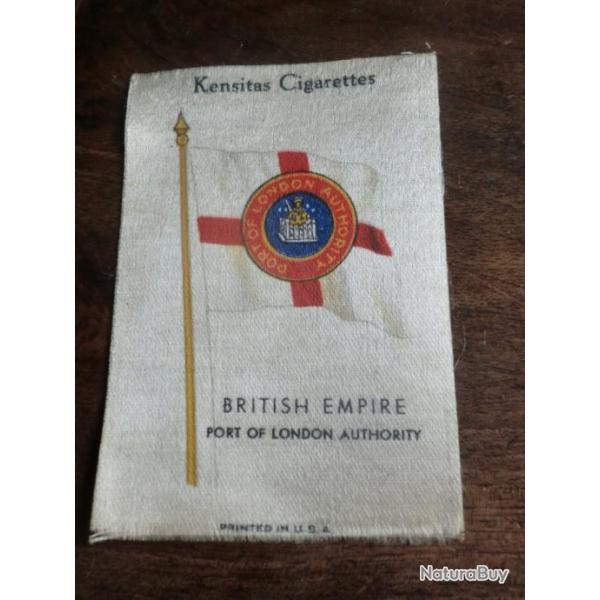 Kensitas Cigarettes
PORT OF LONDON AUTHORITY
BRITISH EMPIRE
PORT OF LONDON AUTHORITY
PRINTED IN U. S. A.
NaturaBuy